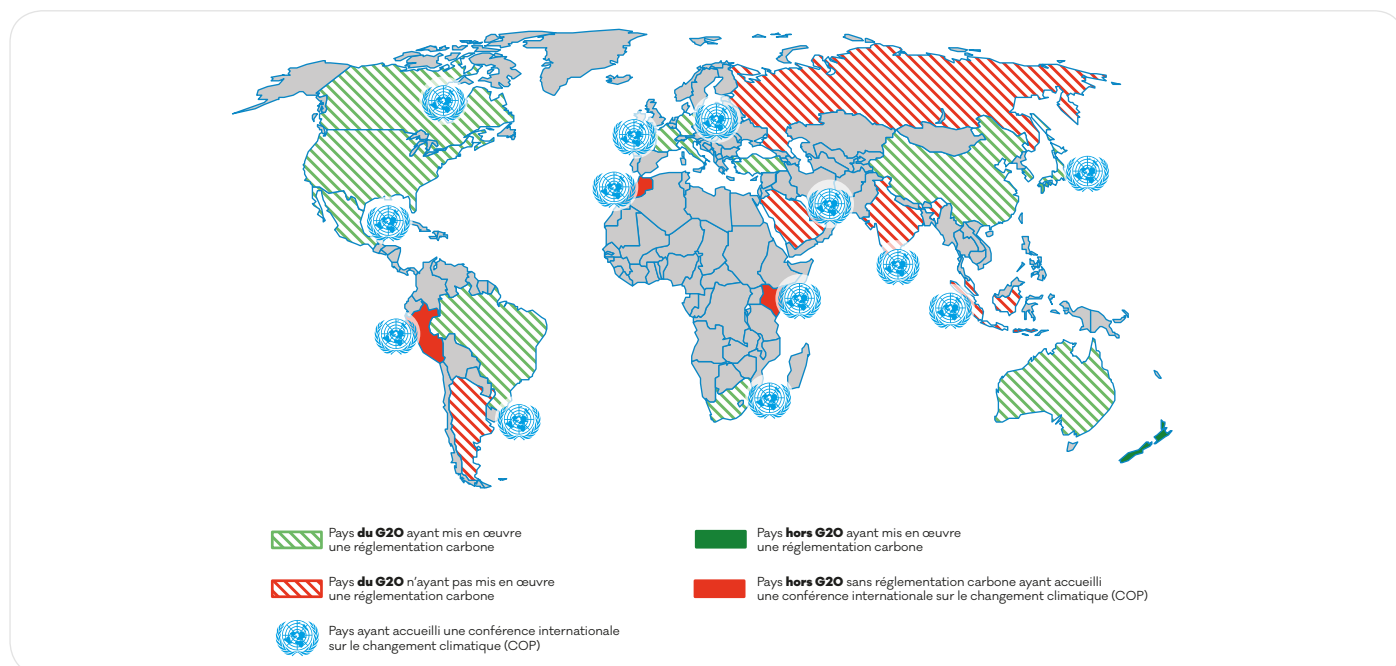 Pays du G20 ayant mis en œuvre
une réglementation carbone
Pays du G20 n'ayant pas mis en œuvre
une réglementation carbone
Pays ayant accueilli une conférence internationale
sur le changement climatique (COP)
Pays hors G20 ayant mis en œuvre
une réglementation carbone
Pays hors G20 sans réglementation carbone ayant accueilli
une conférence internationale sur le changement climatique (COP)